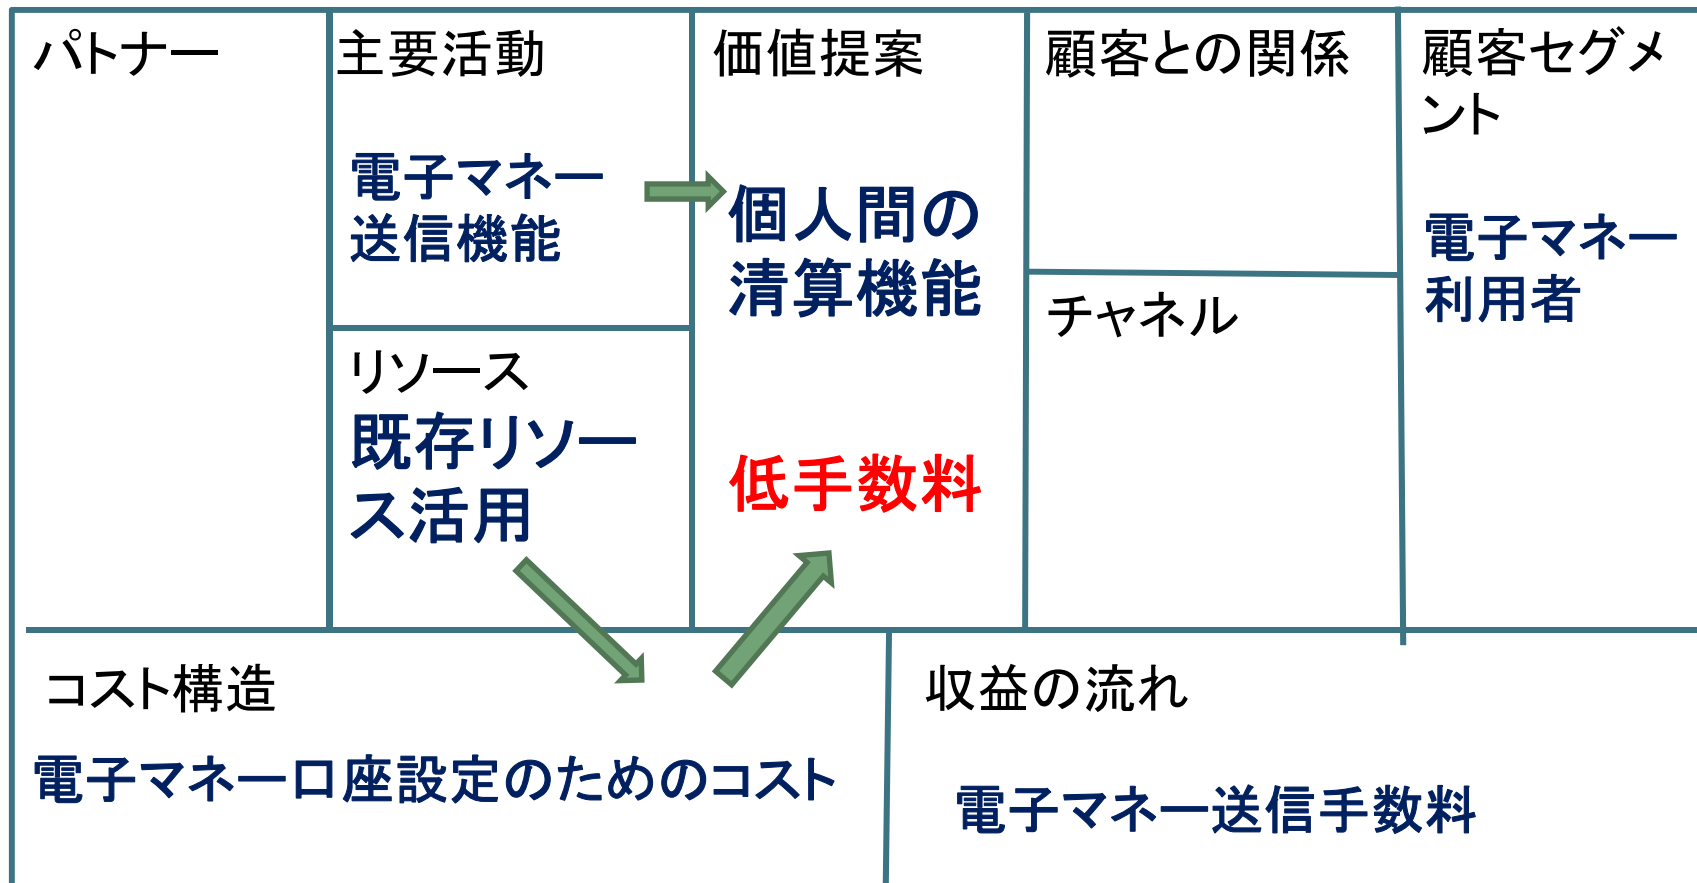 パトナー
主要活動
電子マネー
送信機能
リソース
既存リソー
ス活用
価値提案
個人間の
清算機能
低手数料
顧客との関係
チャネル
顧客セグメ
ント
電子マネー
利用者
コスト構造
電子マネー口座設定のためのコスト
収益の流れ
電子マネー送信手数料